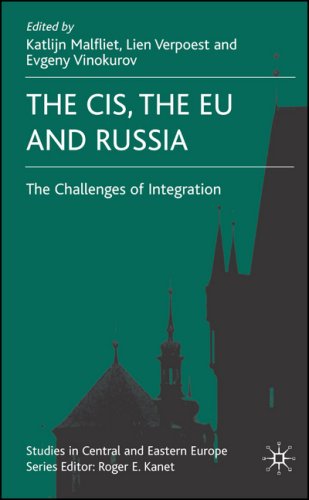 Edited by
Katlijn Malfliet, Lien Verpoest and
Evgeny Vinokurov
THE CIS, THE EU
AND RUSSIA
The Challenges of Integration
Studies in Central and Eastern Europe
Series Editor: Roger E. Kanet